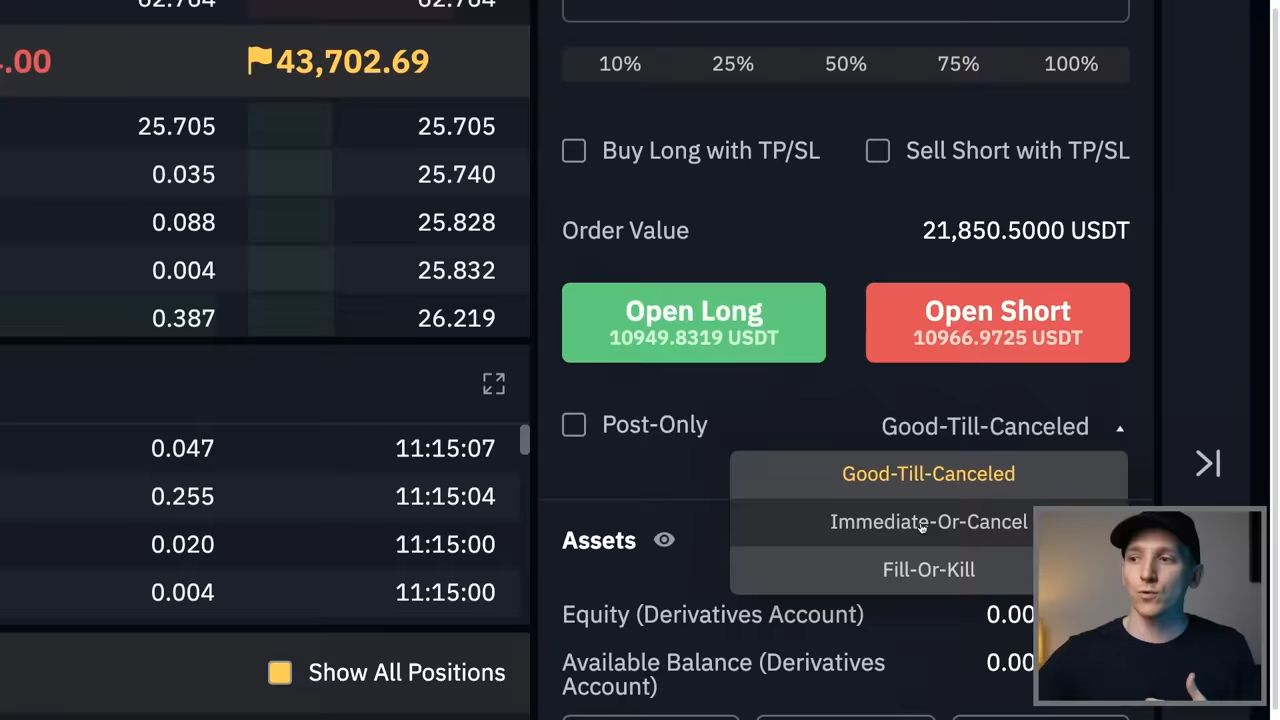 .00
43,702.69
25.705 25.705
0.035 25.740
0.088 25.828
0.004 25.832
0.387 26.219
0.047 11:15:07
0.255 11:15:04
0.020 11:15:00
0.004 11:15:00
Show All Positions
10% 25% 50% 75% 100%
Buy Long with TP/SL Sell Short with TP/SL
Order Value 21,850.5000 USDT
Open Long Open Short
10949.8319 USDT 10966.9725 USDT
Post-Only Good-Till-Canceled
Good-Till-Canceled
Immediate-Or-Cancel
Fill-Or-Kill
Assets
Equity (Derivatives Account) 0.00
Available Balance (Derivatives 0.00
Account)